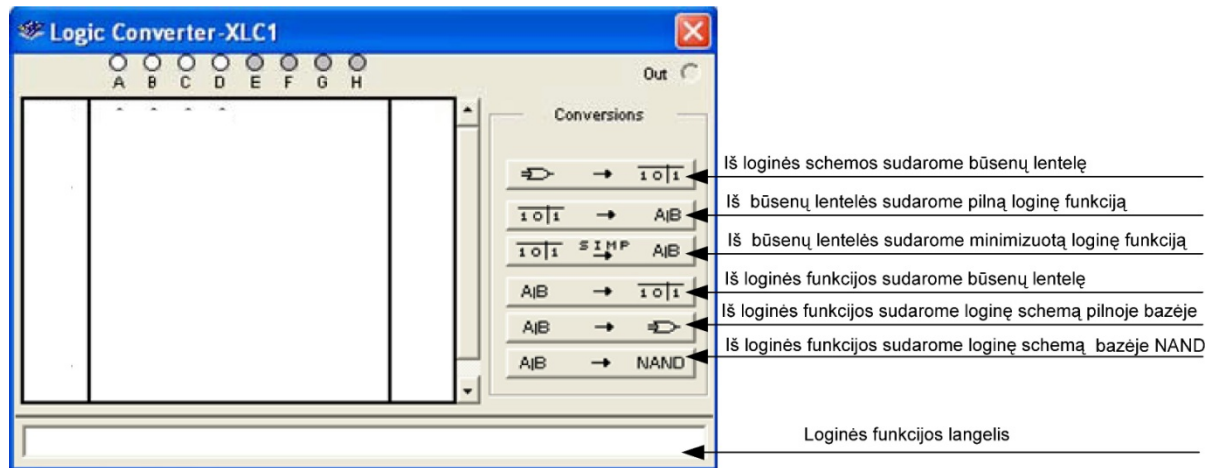 Logic Converter-XLC1
A B C D E F G H
Out
Conversions
→ 1 0|1
1 0|1 → A|B
1 0|1 SIMP → A|B
A|B → 1 0|1
A|B →
A|B → NAND
Iš loginės schemos sudarome būsenų lentelę
Iš būsenų lentelės sudarome pilną loginę funkciją
Iš būsenų lentelės sudarome minimizuotą loginę funkciją
Iš loginės funkcijos sudarome būsenų lentelę
Iš loginės funkcijos sudarome loginę schemą pilnoje bazėje
Iš loginės funkcijos sudarome loginę schemą bazėje NAND
Loginės funkcijos langelis